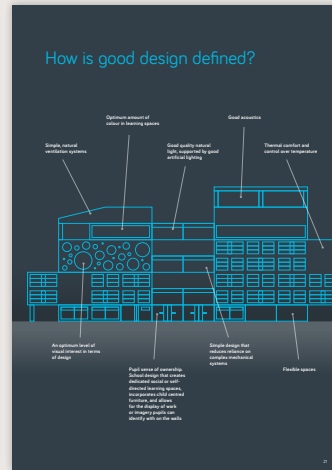 How is good design defined?
Optimum amount of
colour in learning spaces
Good acoustics
Simple, natural
ventilation systems
Good quality natural
light, supported by good
artificial lighting
Thermal comfort and
control over temperature
An optimum level of
visual interest in terms
of design
Pupil sense of ownership.
School design that creates
dedicated social or self-
directed learning spaces,
incorporates child centred
furniture, and allows
for the display of work
or imagery pupils can
identify with on the walls
Simple design that
reduces reliance on
complex mechanical
systems
Flexible spaces